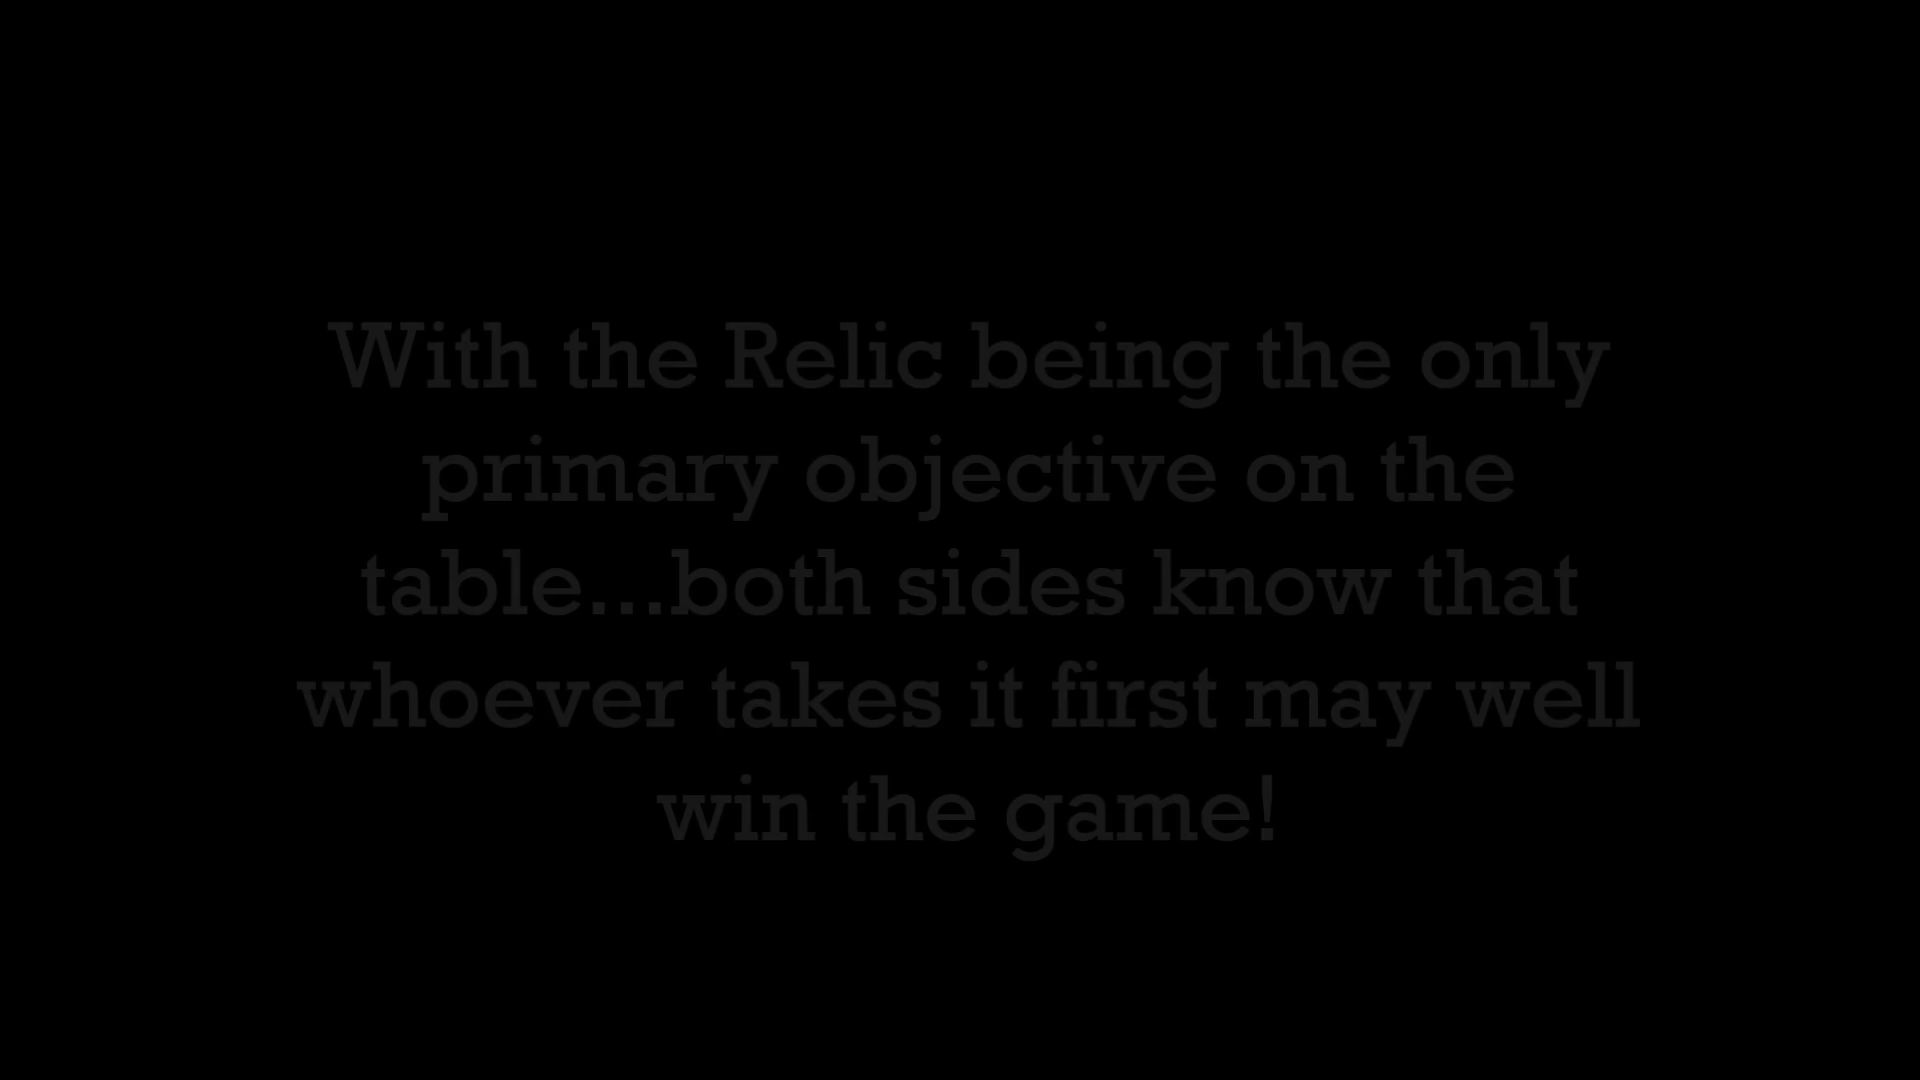 With the Relic being the only
primary objective on the
table...both sides know that
whoever takes it first may well
win the game!